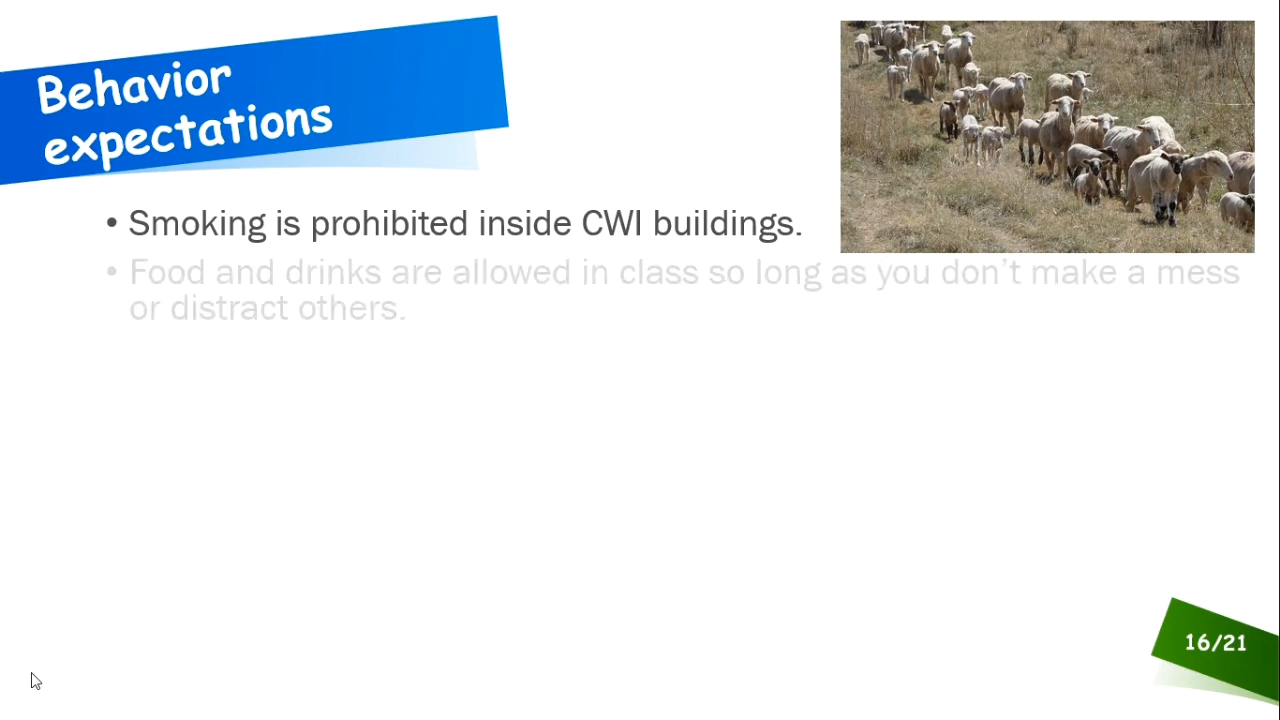 Behavior
expectations
• Smoking is prohibited inside CWI buildings.
• Food and drinks are allowed in class so long as you don’t make a mess
or distract others.
16/21